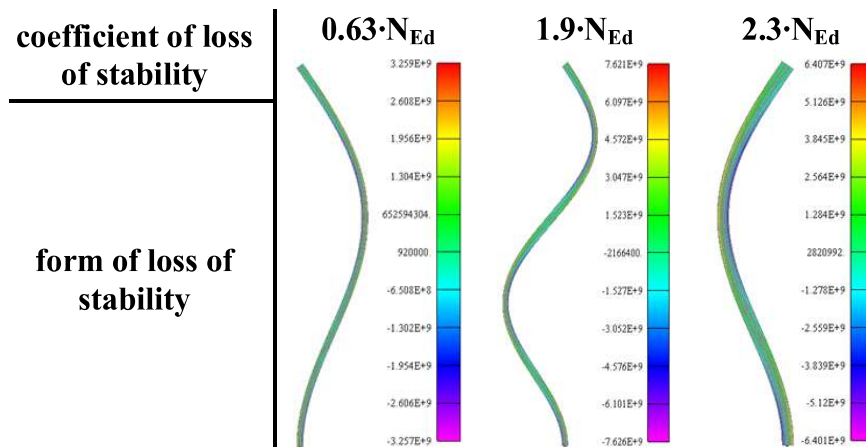 coefficient of loss
of stability
0.63·N_Ed
1.9·N_Ed
2.3·N_Ed
form of loss of
stability
3.259E+9
2.608E+9
1.956E+9
1.304E+9
652594304.
920000.
-6.508E+8
-1.302E+9
-1.954E+9
-2.606E+9
-3.257E+9
7.621E+9
6.097E+9
4.572E+9
3.047E+9
1.523E+9
-2166480.
-1.527E+9
-3.052E+9
-4.576E+9
-6.101E+9
-7.626E+9
6.407E+9
5.126E+9
3.845E+9
2.564E+9
1.284E+9
2820992.
-1.278E+9
-2.559E+9
-3.839E+9
-5.12E+9
-6.401E+9